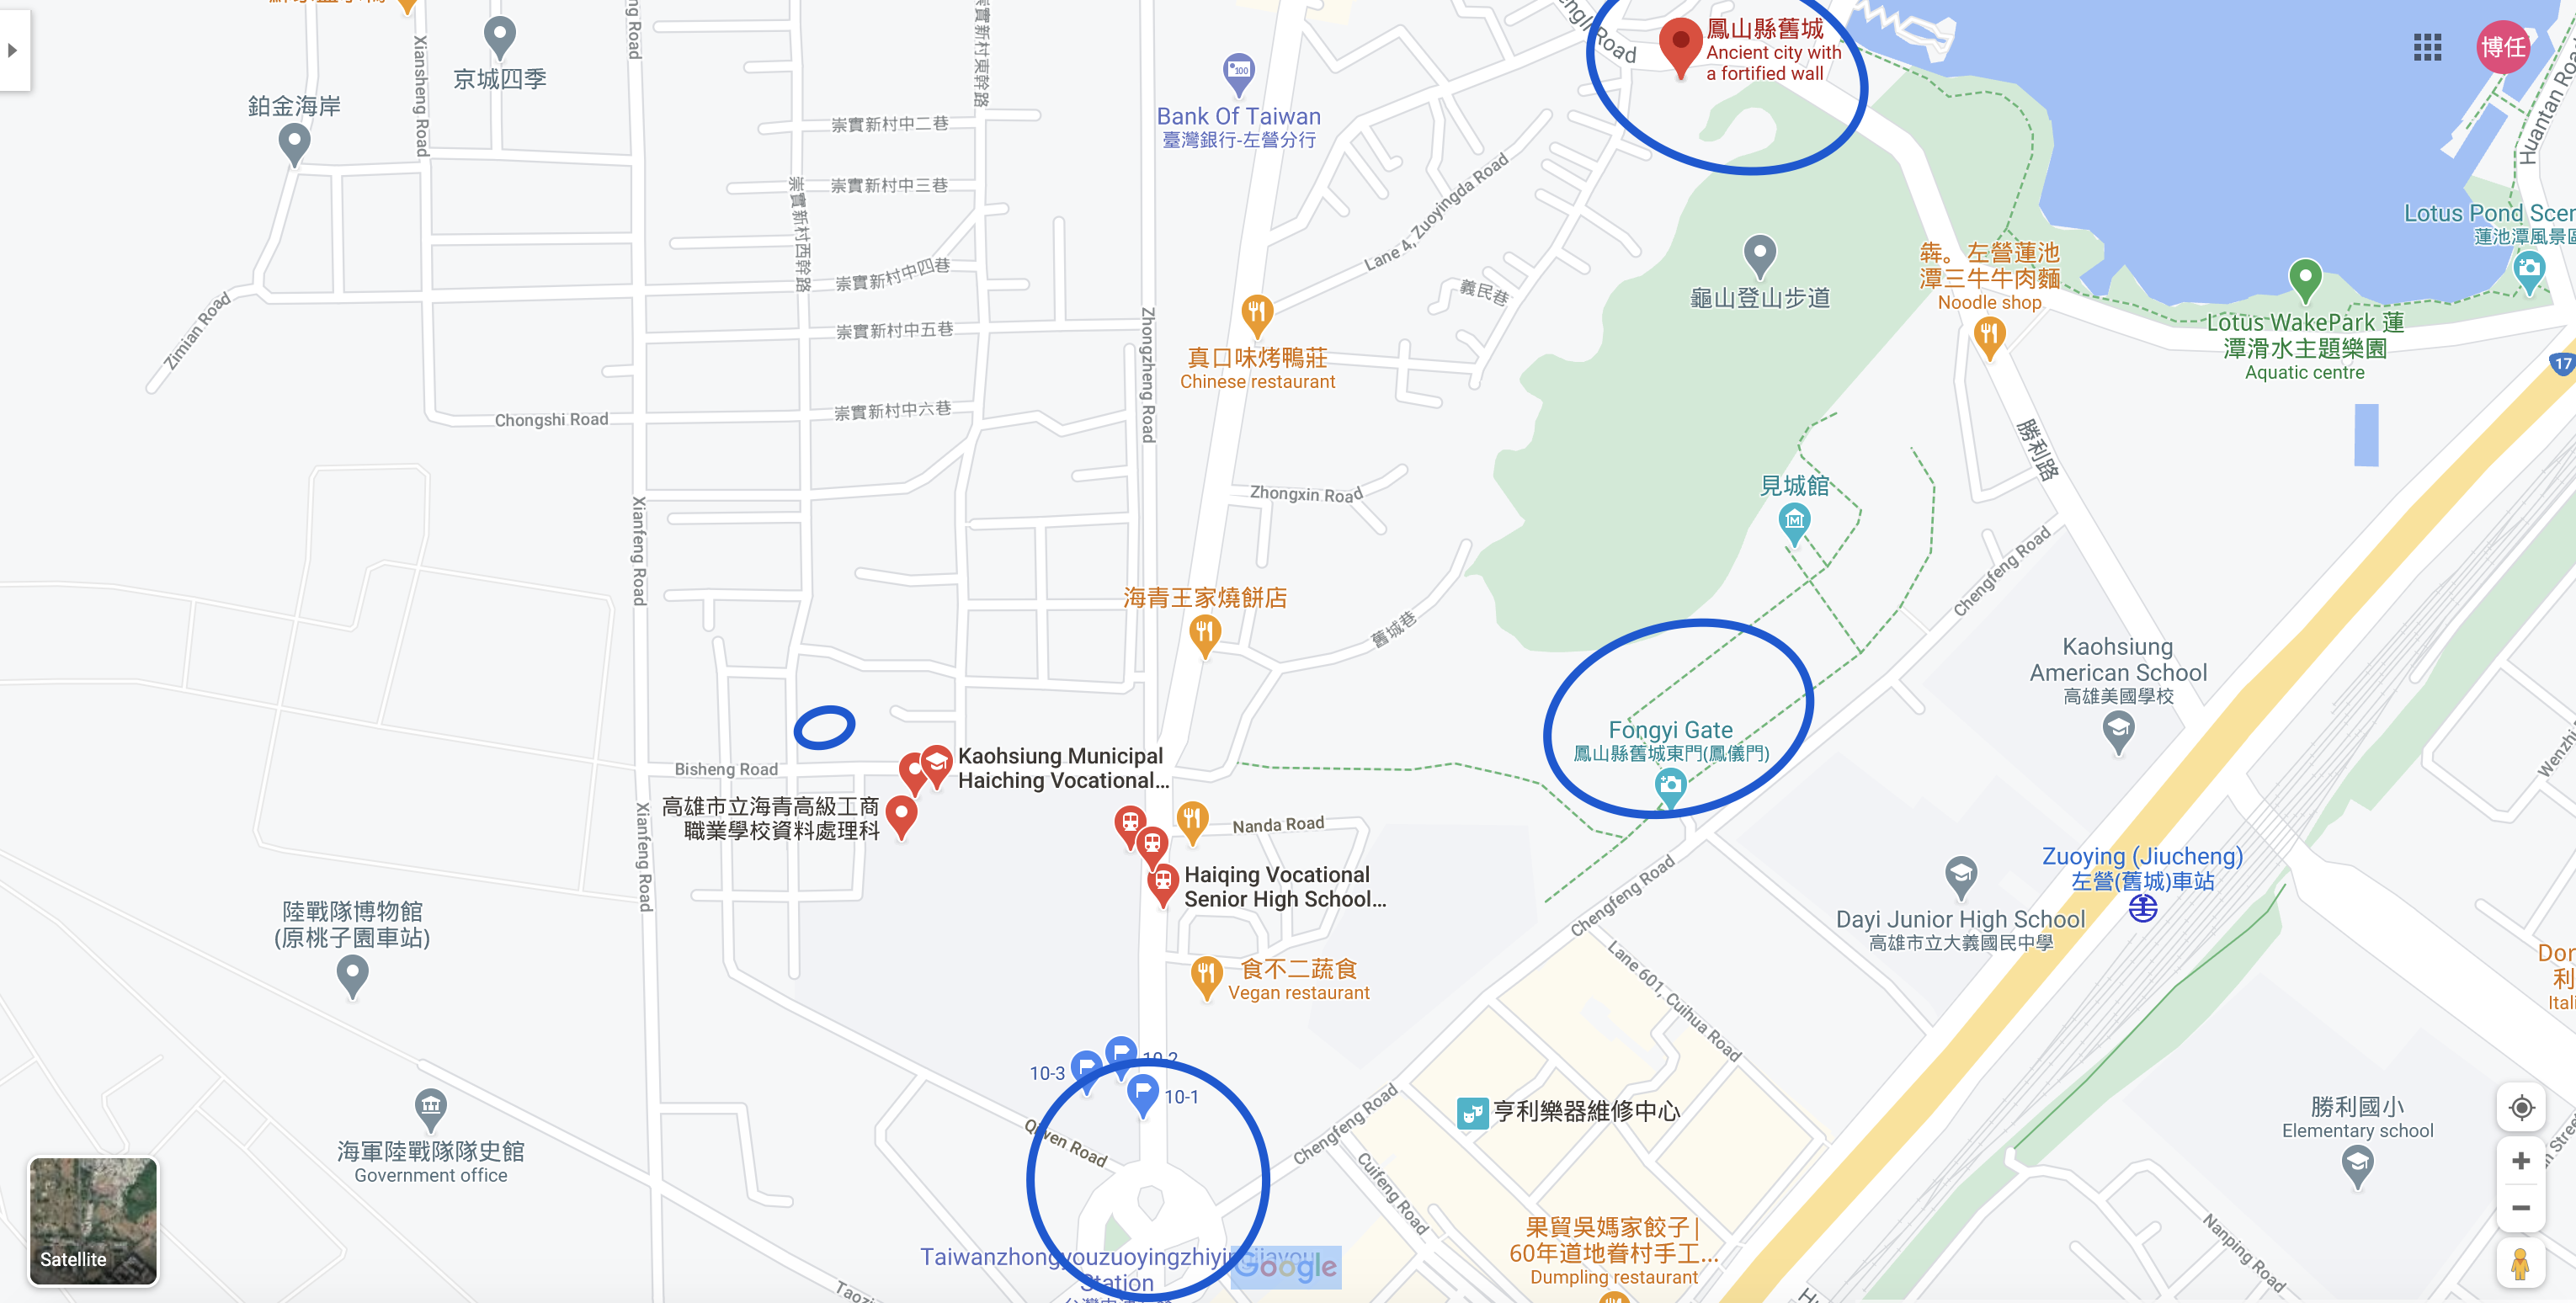 Xiansheng Road
京城四季
鉑金海岸
ng Road
崇實新村東幹路
崇實新村中二巷
崇實新村中三巷
崇實新村西幹路
崇實新村中四巷
崇實新村中五巷
崇實新村中六巷
Zimian Road
Chongshi Road
Zhongzheng Road
Bank Of Taiwan
臺灣銀行-左營分行
Road
鳳山縣舊城
Ancient city with
a fortified wall
博任
Huantan Roa
Lane 4, Zuoyingda Road
義民巷
龜山登山步道
犇。左營蓮池
潭三牛牛肉麵
Noodle shop
Lotus Pond Scen
蓮池潭風景區
Lotus WakePark 蓮
潭滑水主題樂園
Aquatic centre
17
真口味烤鴨莊
Chinese restaurant
勝利路
Zhongxin Road
見城館
Xianfeng Road
海青王家燒餅店
舊城巷
Chengfeng Road
Kaohsiung
American School
高雄美國學校
Fongyi Gate
鳳山縣舊城東門(鳳儀門)
Wenzhi
Bisheng Road
Kaohsiung Municipal
Haiching Vocational...
高雄市立海青高級工商
職業學校資料處理科
Xianfeng Road
Nanda Road
Haiqing Vocational
Senior High School...
Chengfeng Road
Zuoying (Jiucheng)
左營(舊城)車站
Dayi Junior High School
高雄市立大義國民中學
陸戰隊博物館
(原桃子園車站)
食不二蔬食
Vegan restaurant
Lane 601, Cuihua Road
Don
利
Itali
10-3
10-2
10-1
Qiwen Road
Chengfeng Road
亨利樂器維修中心
Cuifeng Road
勝利國小
Elementary school
海軍陸戰隊隊史館
Government office
Satellite
Taiwanzhongyouzuoyingzhiyingjiayou
Station
Google
果貿吳媽家餃子|
60年道地眷村手工...
Dumpling restaurant
Nanping Road
Taozi